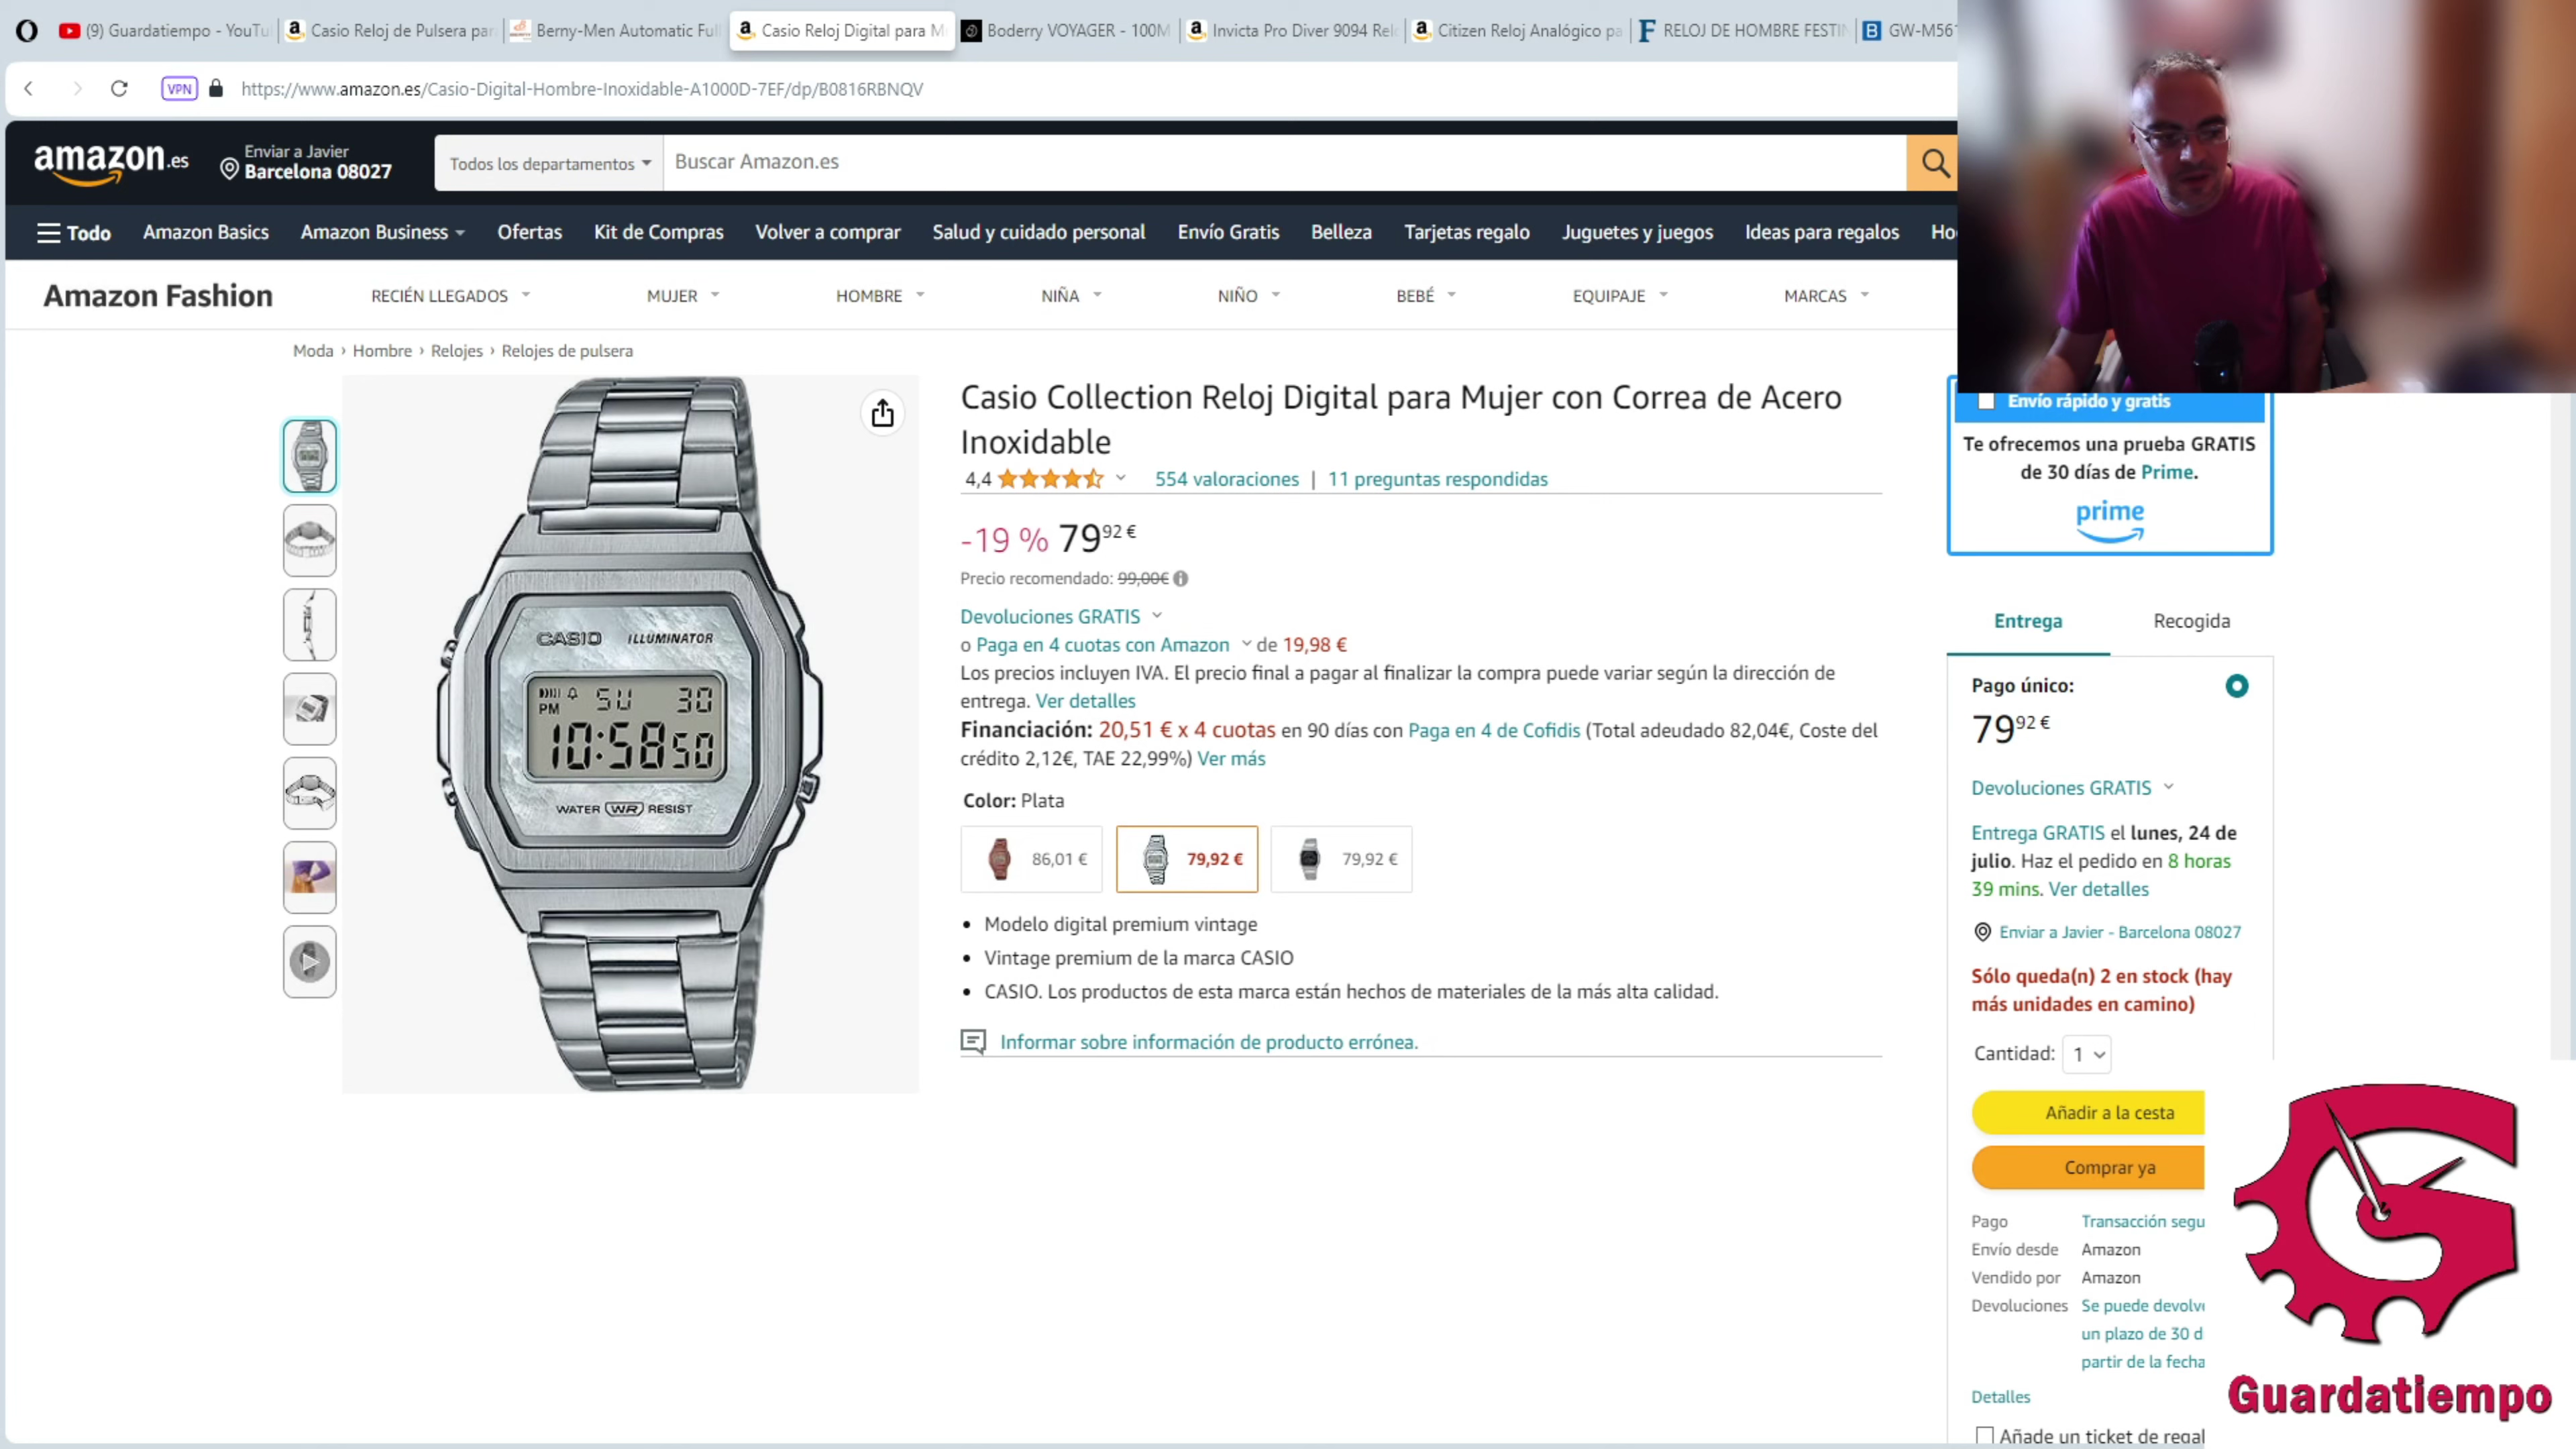 (9) Guardatiempo - YouTu
Casio Reloj de Pulsera par
Berny-Men Automatic Full
Casio Reloj Digital para M
Boderry VOYAGER - 100M
Invicta Pro Diver 9094 Relo
Citizen Reloj Analógico pa
RELOJ DE HOMBRE FESTIN
GW-M561
VPN
https://www.amazon.es/Casio-Digital-Hombre-Inoxidable-A1000D-7EF/dp/B0816RBNQV
amazon.es
Enviar a Javier
Barcelona 08027
Todos los departamentos
Buscar Amazon.es
Todo
Amazon Basics
Amazon Business
Ofertas
Kit de Compras
Volver a comprar
Salud y cuidado personal
Envío Gratis
Belleza
Tarjetas regalo
Juguetes y juegos
Ideas para regalos
Ho
Amazon Fashion
RECIÉN LLEGADOS
MUJER
HOMBRE
NIÑA
NIÑO
BEBÉ
EQUIPAJE
MARCAS
Moda › Hombre › Relojes › Relojes de pulsera
CASIO ILLUMINATOR
PM SU 30
10:58 50
WATER WR RESIST
Casio Collection Reloj Digital para Mujer con Correa de Acero
Inoxidable
4,4
554 valoraciones | 11 preguntas respondidas
-19 % 79,92 €
Precio recomendado: 99,00€
Devoluciones GRATIS
o Paga en 4 cuotas con Amazon de 19,98 €
Los precios incluyen IVA. El precio final a pagar al finalizar la compra puede variar según la dirección de
entrega. Ver detalles
Financiación: 20,51 € x 4 cuotas en 90 días con Paga en 4 de Cofidis (Total adeudado 82,04€, Coste del
crédito 2,12€, TAE 22,99%) Ver más
Color: Plata
86,01 €
79,92 €
79,92 €
• Modelo digital premium vintage
• Vintage premium de la marca CASIO
• CASIO. Los productos de esta marca están hechos de materiales de la más alta calidad.
Informar sobre información de producto errónea.
Envío rápido y gratis
Te ofrecemos una prueba GRATIS
de 30 días de Prime.
prime
Entrega
Recogida
Pago único:
79,92 €
Devoluciones GRATIS
Entrega GRATIS el lunes, 24 de
julio. Haz el pedido en 8 horas
39 mins. Ver detalles
Enviar a Javier - Barcelona 08027
Sólo queda(n) 2 en stock (hay
más unidades en camino)
Cantidad: 1
Añadir a la cesta
Comprar ya
Pago Transacción segu
Envío desde Amazon
Vendido por Amazon
Devoluciones Se puede devolve
un plazo de 30 d
partir de la fecha
Detalles
Añade un ticket de regal
Guardatiempo